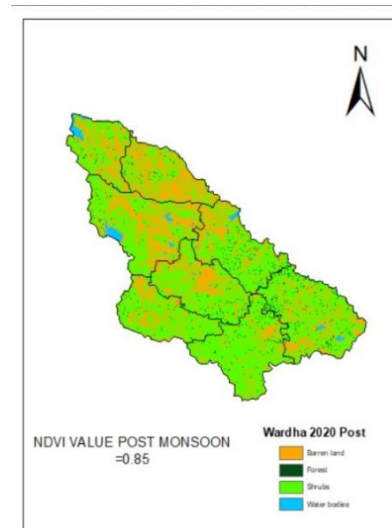 N
NDVI VALUE POST MONSOON
=0.85
Wardha 2020 Post
Barren land
Forest
Shrubs
Water bodies